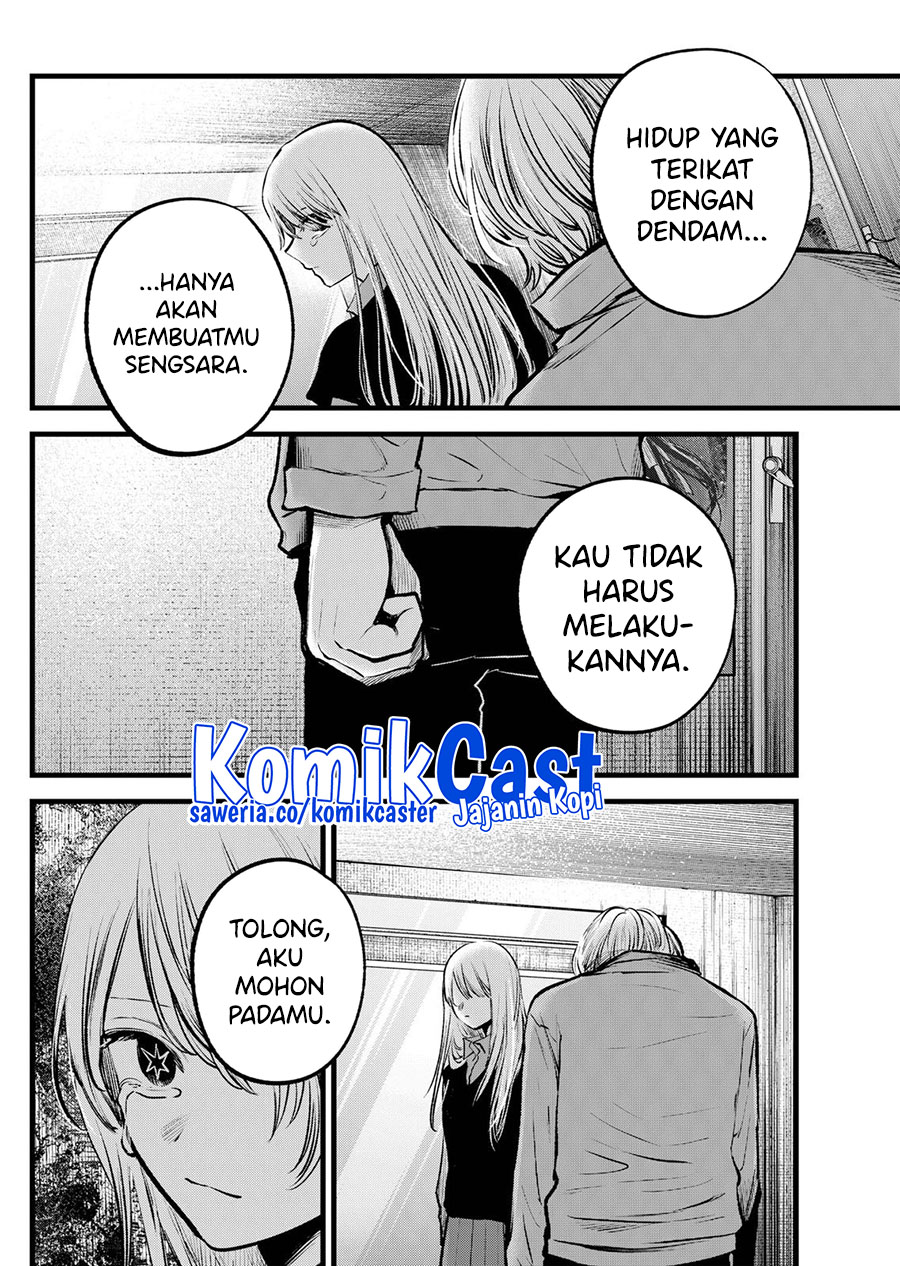 HIDUP YANG
TERIKAT
DENGAN
DENDAM...
...HANYA
AKAN
MEMBUATMU
SENGSARA.
KAU TIDAK
HARUS
MELAKU-
KANNYA.
KomikCast
saweria.co/komikcaster Jajanin Kopi
TOLONG,
AKU
MOHON
PADAMU.